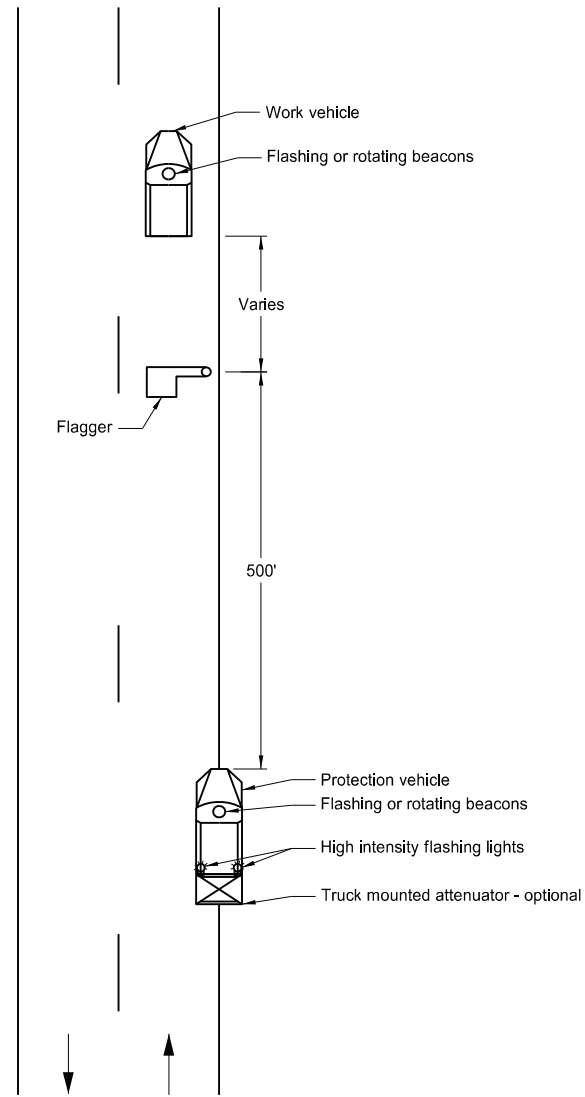 Work vehicle
Flashing or rotating beacons
Varies
Flagger
500'
Protection vehicle
Flashing or rotating beacons
High intensity flashing lights
Truck mounted attenuator - optional